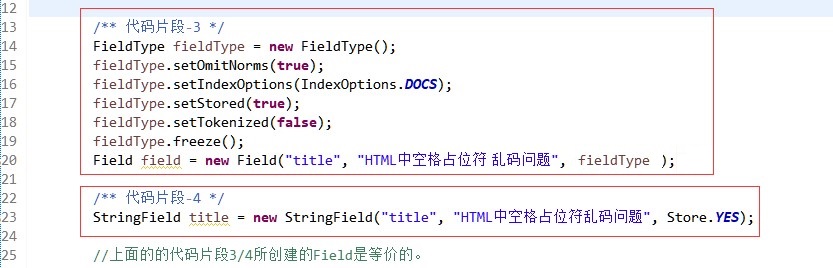 12
13 /** 代码片段-3 */
14 FieldType fieldType = new FieldType();
15 fieldType.setOmitNorms(true);
16 fieldType.setIndexOptions(IndexOptions.DOCS);
17 fieldType.setStored(true);
18 fieldType.setTokenized(false);
19 fieldType.freeze();
20 Field field = new Field("title", "HTML中空格占位符 乱码问题", fieldType );
21
22 /** 代码片段-4 */
23 StringField title = new StringField("title", "HTML中空格占位符乱码问题", Store.YES);
24
25 //上面的的代码片段3/4所创建的Field是等价的。